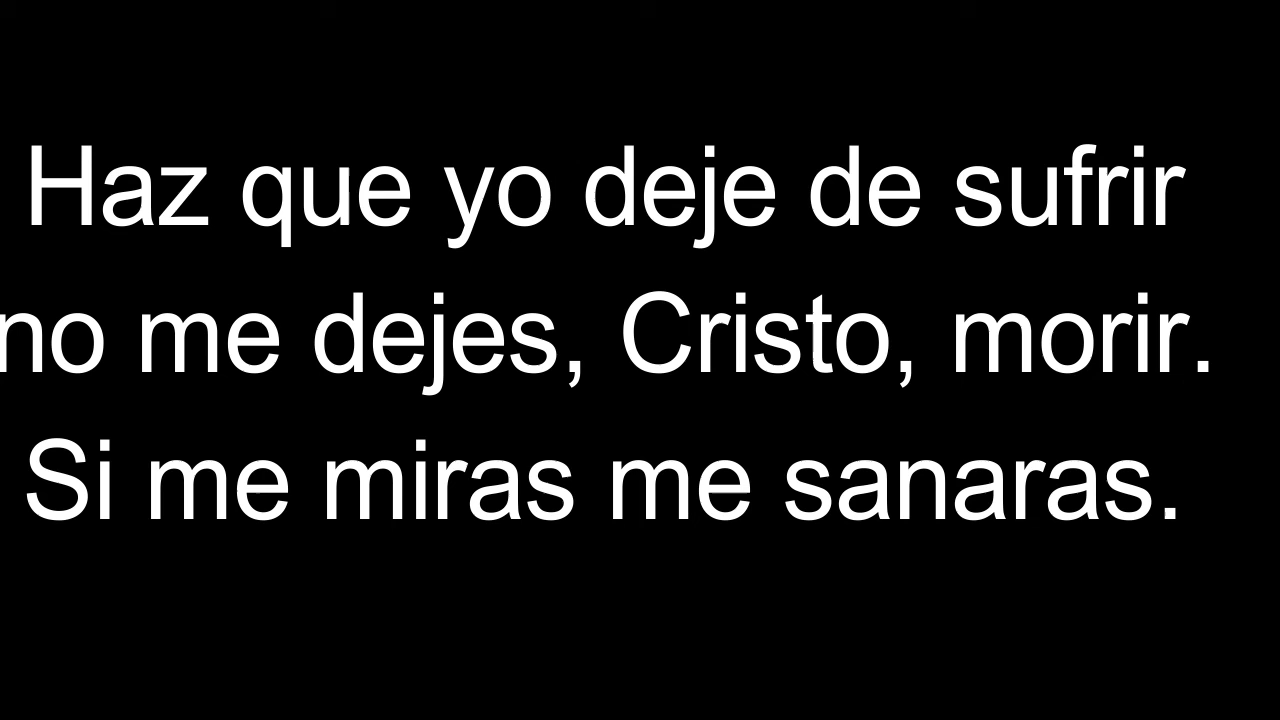 Haz que yo deje de sufrir
no me dejes, Cristo, morir.
Si me miras me sanaras.